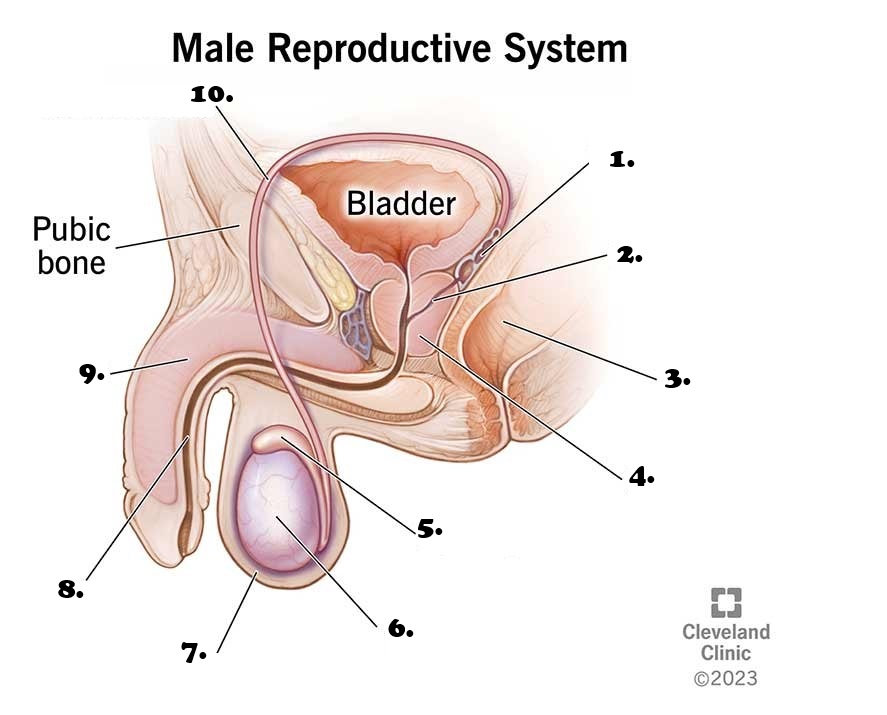 Male Reproductive System
10.
1.
Bladder
Pubic
bone
2.
9.
3.
4.
5.
8.
6.
7.
Cleveland
Clinic
©2023